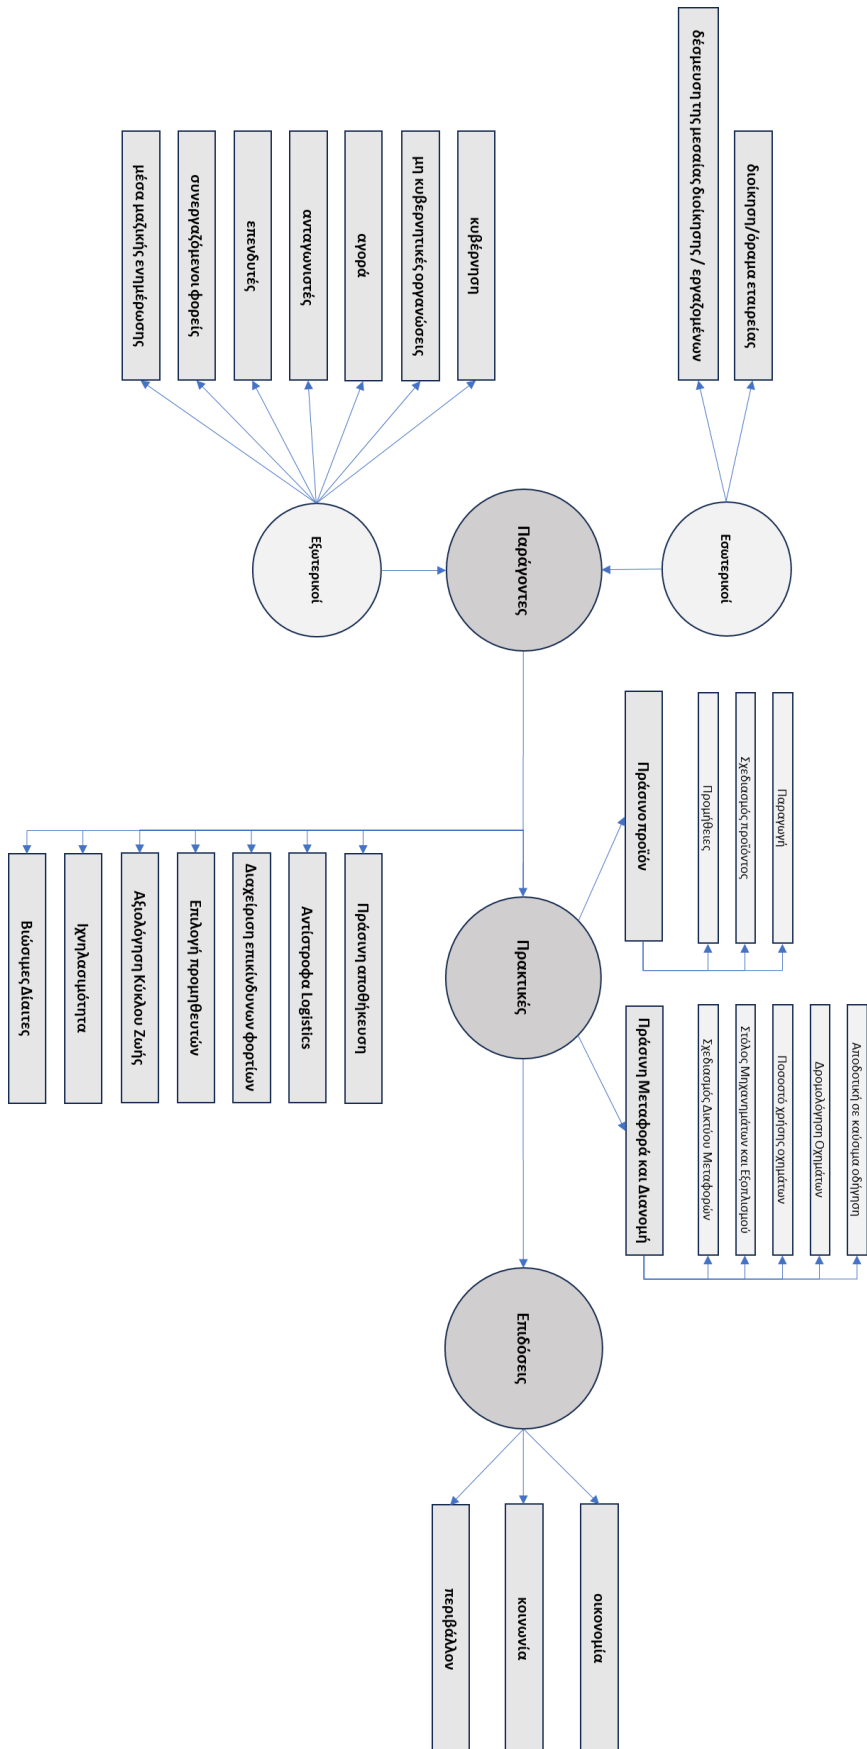 διοίκηση/όραμα εταιρείας
δέσμευση της μεσαίας διοίκησης / εργαζομένων
Εσωτερικοί
Παράγοντες
Εξωτερικοί
κυβέρνηση
μη κυβερνητικές οργανώσεις
αγορά
ανταγωνιστές
επενδυτές
συνεργαζόμενοι φορείς
μέσα μαζικής ενημέρωσης
Παραγωγή
Σχεδιασμός προϊόντος
Προμήθειες
Πράσινο προϊόν
Πρακτικές
Αποδοτική σε καύσιμα οδήγηση
Δρομολόγηση Οχημάτων
Ποσοστό χρήσης οχημάτων
Στόλος Μηχανημάτων και Εξοπλισμού
Σχεδιασμός Δικτύου Μεταφορών
Πράσινη Μεταφορά και Διανομή
Πράσινη αποθήκευση
Αντίστροφα Logistics
Διαχείριση επικίνδυνων φορτίων
Επιλογή προμηθευτών
Αξιολόγηση Κύκλου Ζωής
Ιχνηλασιμότητα
Βιώσιμες Δίαιτες
Επιδόσεις
οικονομία
κοινωνία
περιβάλλον